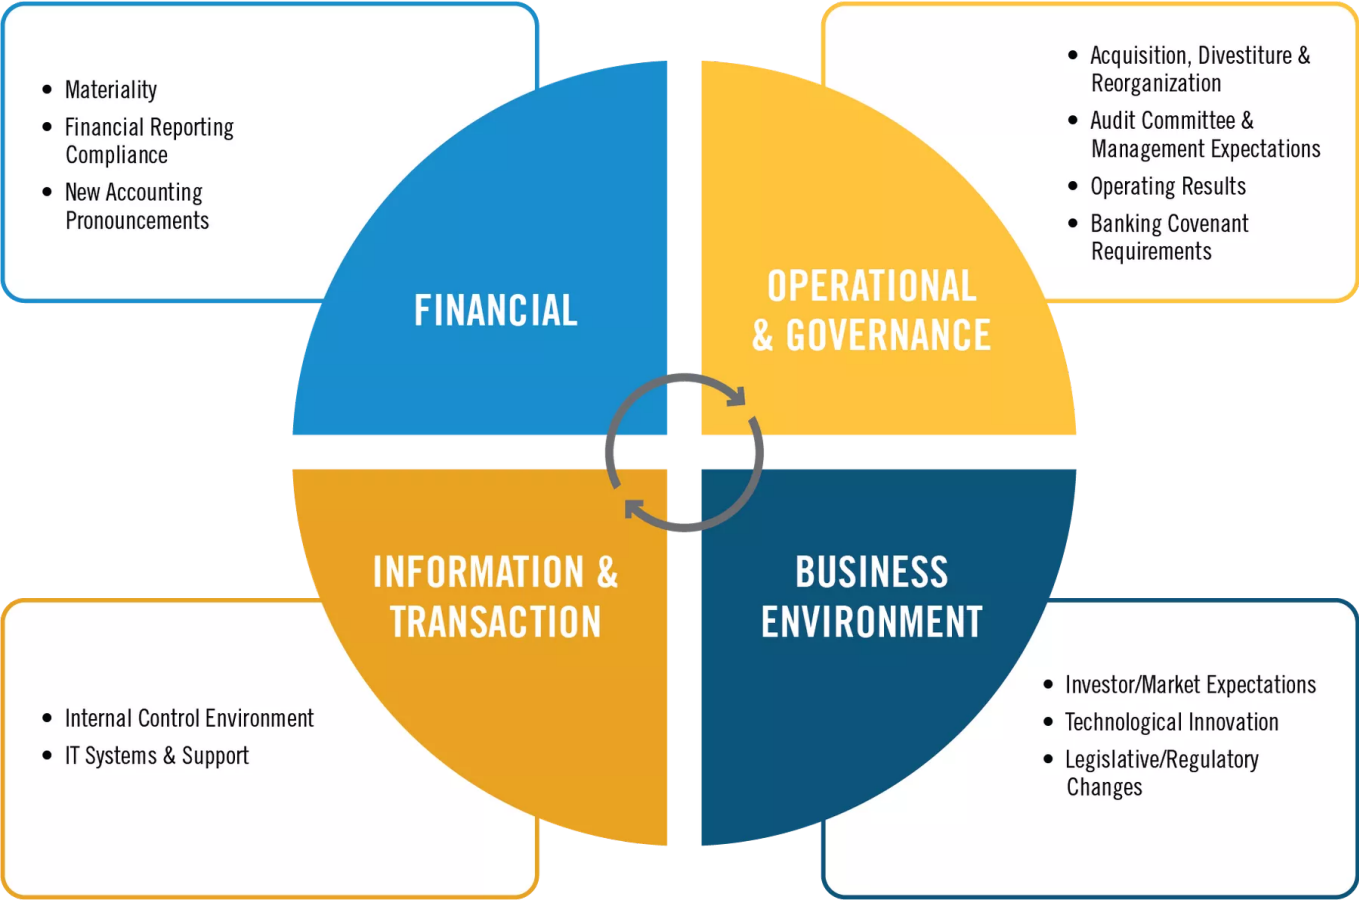 • Materiality
• Financial Reporting
Compliance
• New Accounting
Pronouncements
FINANCIAL
• Acquisition, Divestiture &
Reorganization
• Audit Committee &
Management Expectations
• Operating Results
• Banking Covenant
Requirements
OPERATIONAL
& GOVERNANCE
INFORMATION &
TRANSACTION
• Internal Control Environment
• IT Systems & Support
BUSINESS
ENVIRONMENT
• Investor/Market Expectations
• Technological Innovation
• Legislative/Regulatory
Changes